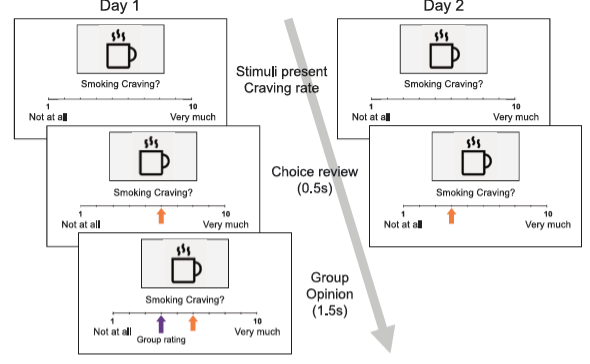 Day 1
Smoking Craving?
1 10
Not at all Very much
Smoking Craving?
1 10
Not at all Very much
Smoking Craving?
1 10
Not at all Very much
Group rating
Stimuli present
Craving rate
Choice review
(0.5s)
Group
Opinion
(1.5s)
Day 2
Smoking Craving?
1 10
Not at all Very much
Smoking Craving?
1 10
Not at all Very much